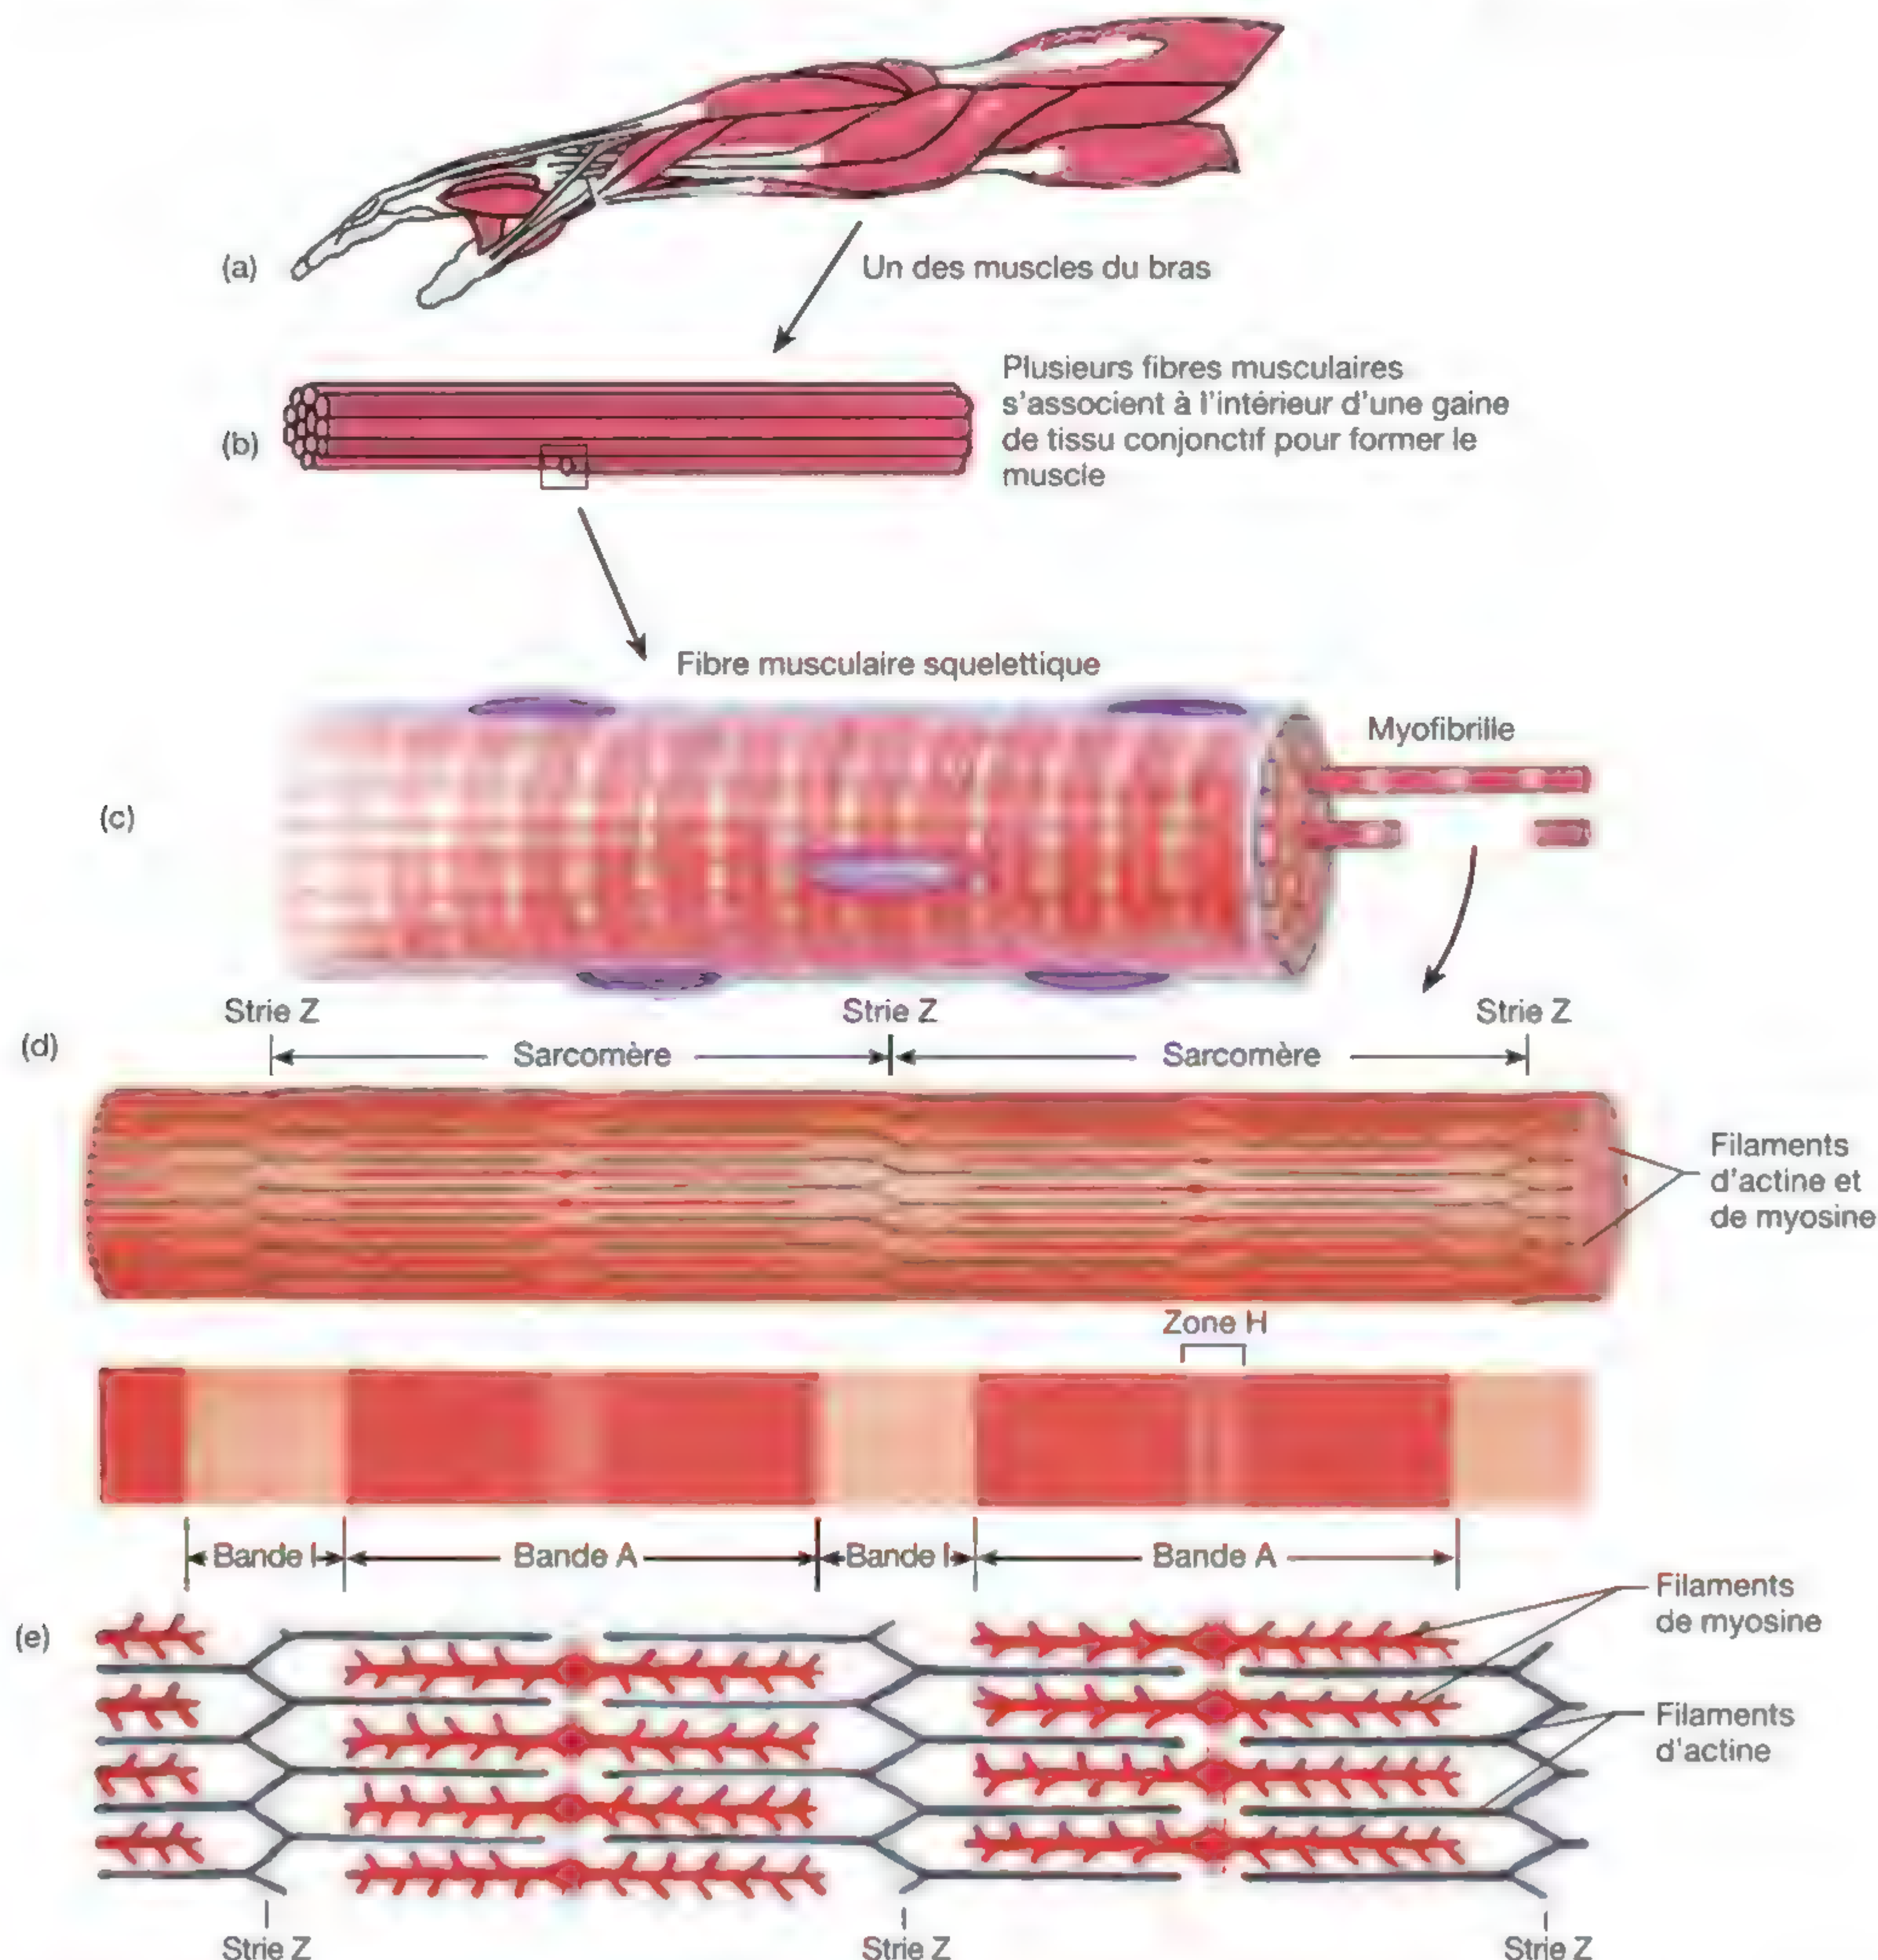 (a)
Un des muscles du bras
(b)
Plusieurs fibres musculaires
s'associent à l'intérieur d'une gaine
de tissu conjonctif pour former le
muscle
Fibre musculaire squelettique
Myofibrille
(c)
Strie Z
Strie Z
Strie Z
(d)
Sarcomère
Sarcomère
Filaments
d'actine et
de myosine
Zone H
Bande I
Bande A
Bande I
Bande A
(e)
Filaments
de myosine
Filaments
d'actine
Strie Z
Strie Z
Strie Z